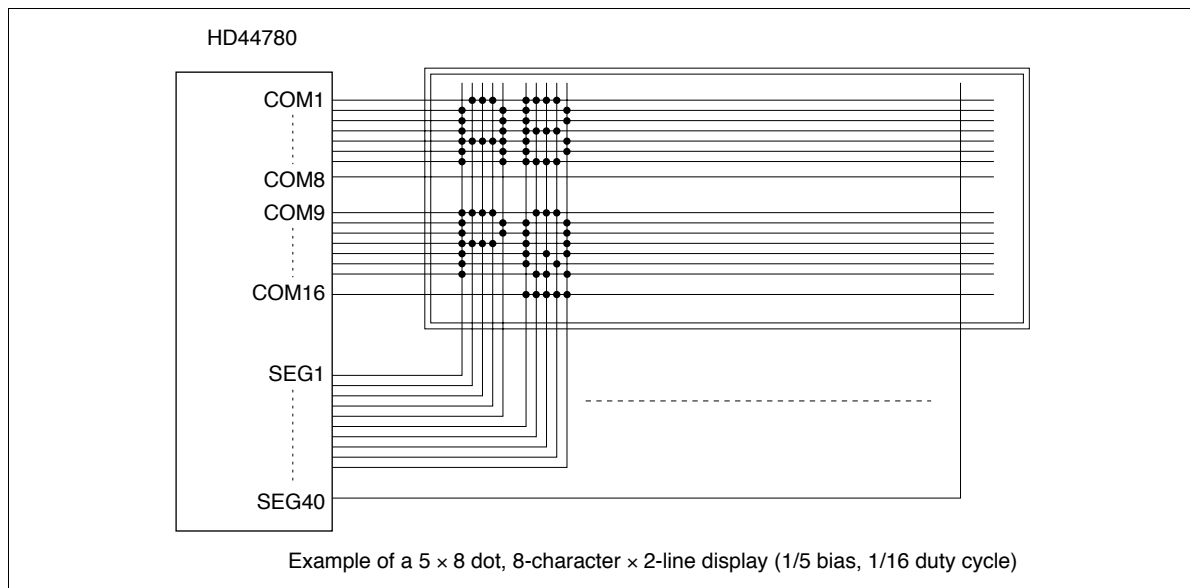 HD44780
COM1
COM8
COM9
COM16
SEG1
SEG40
Example of a 5 × 8 dot, 8-character × 2-line display (1/5 bias, 1/16 duty cycle)